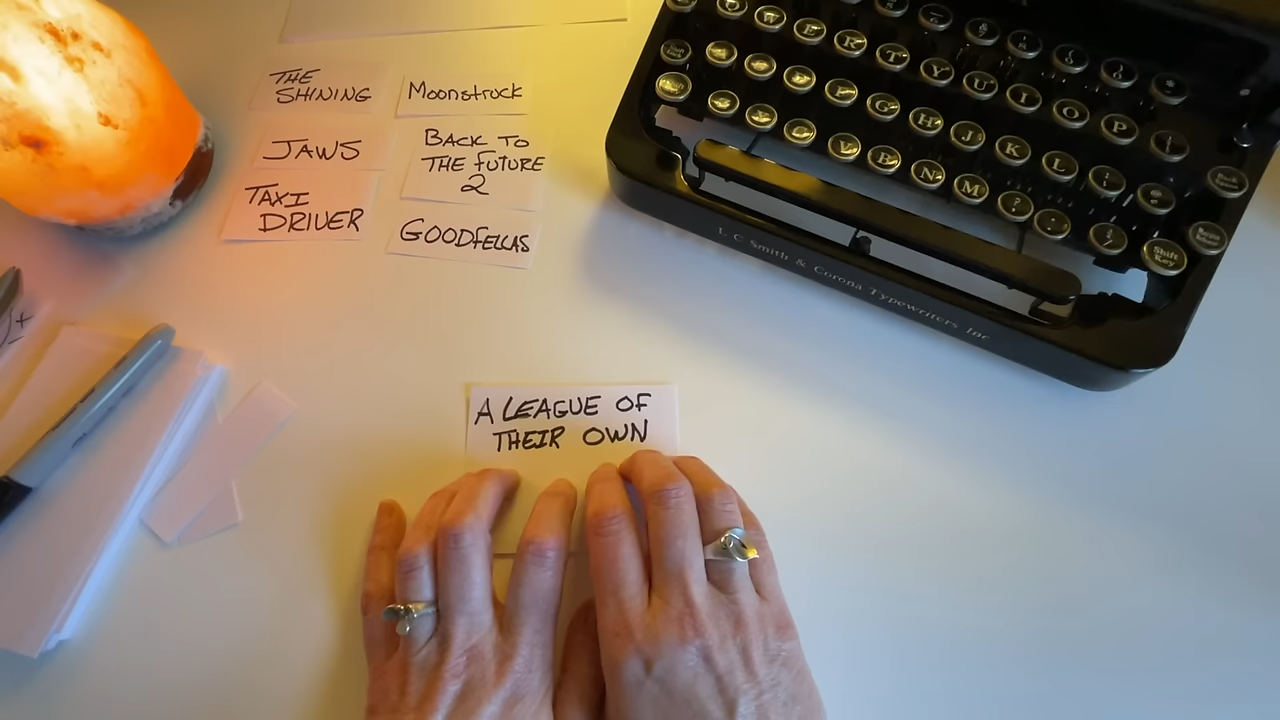 THE
SHINING
Moonstruck
JAWS
BACK TO
THE FUTURE
2
TAXI
DRIVER
GOODFELLAS
A LEAGUE OF
THEIR OWN
W E R T Y U I O P
F G H J K L
V B N M
Shift
Key
L C Smith & Corona Typewriters Inc